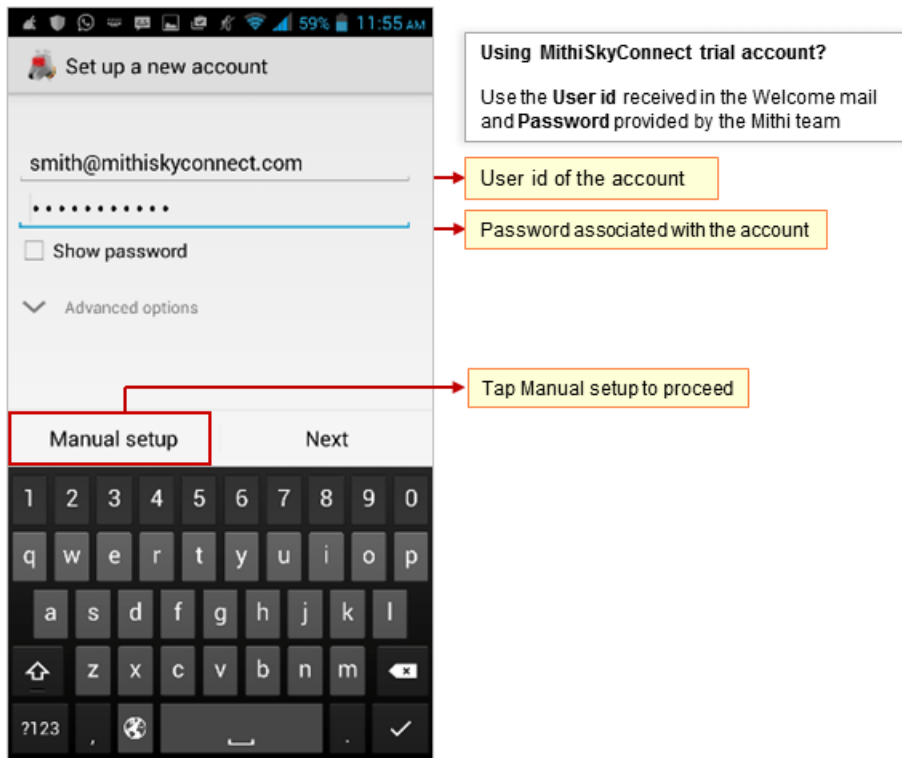 59% 11:55 AM
Set up a new account
Using MithiSkyConnect trial account?
Use the User id received in the Welcome mail
and Password provided by the Mithi team
smith@mithiskyconnect.com
User id of the account
•••••••••••
Password associated with the account
Show password
Advanced options
Tap Manual setup to proceed
Manual setup Next
1 2 3 4 5 6 7 8 9 0
q w e r t y u i o p
a s d f g h j k l
z x c v b n m
?123 , .